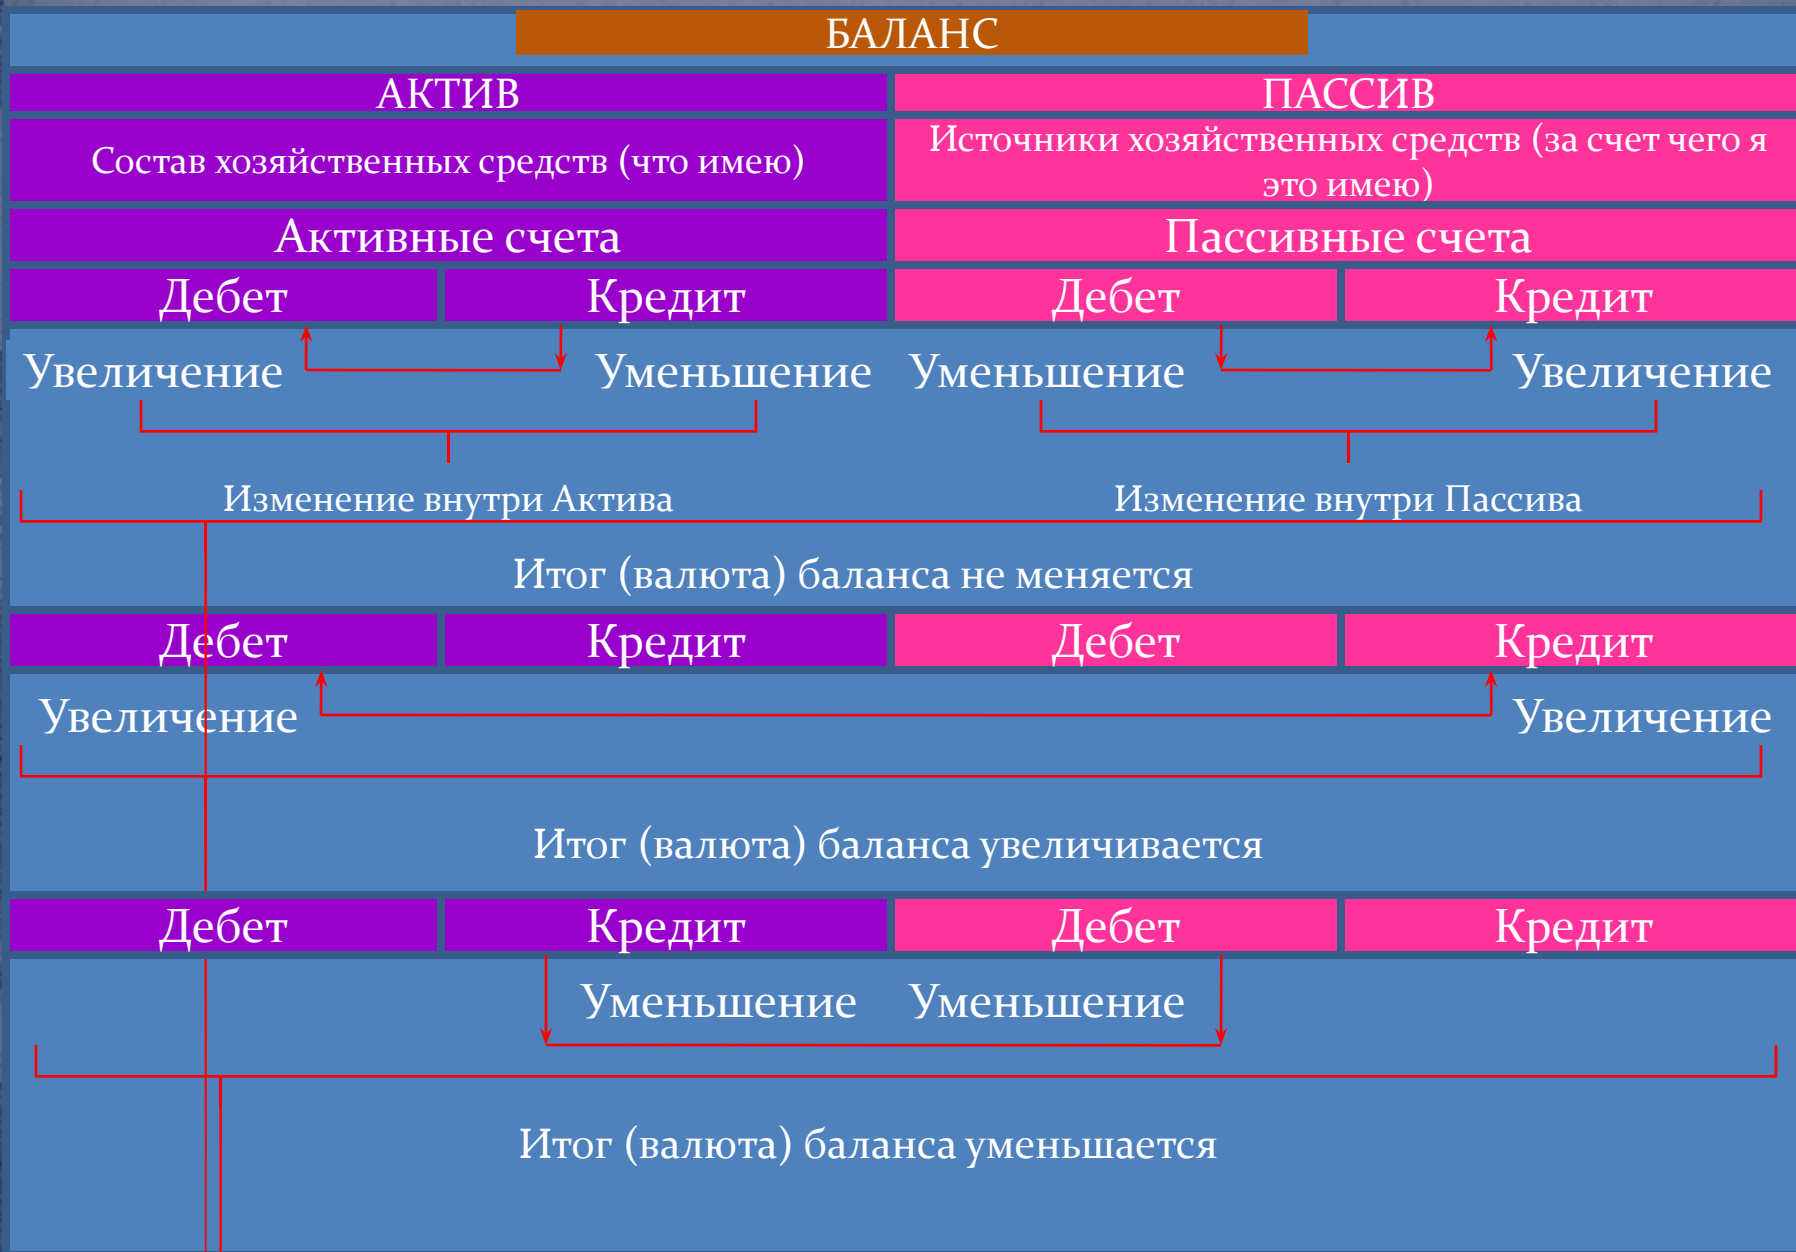 БАЛАНС
АКТИВ
ПАССИВ
Состав хозяйственных средств (что имею)
Источники хозяйственных средств (за счет чего я
это имею)
Активные счета
Пассивные счета
Дебет
Кредит
Дебет
Кредит
Увеличение
Уменьшение
Уменьшение
Увеличение
Изменение внутри Актива
Изменение внутри Пассива
Итог (валюта) баланса не меняется
Дебет
Кредит
Дебет
Кредит
Увеличение
Увеличение
Итог (валюта) баланса увеличивается
Дебет
Кредит
Дебет
Кредит
Уменьшение
Уменьшение
Итог (валюта) баланса уменьшается